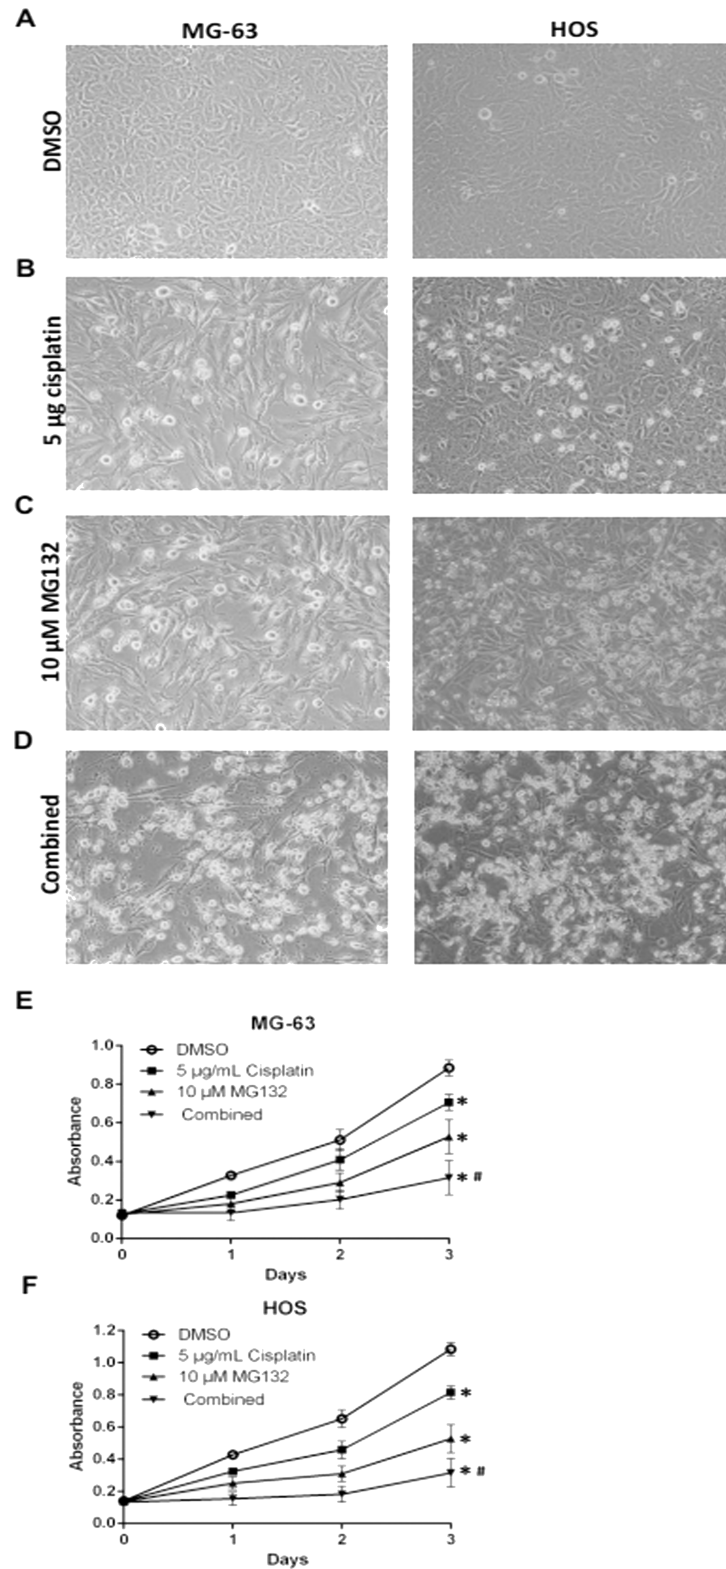 A
MG-63 HOS
DMSO
B
5 µg cisplatin
C
10 µM MG132
D
Combined
E
MG-63
DMSO
5 µg/mL Cisplatin
10 µM MG132
Combined
1.0
0.8
0.6
0.4
0.2
0.0
Absorbance
*
*
* #
0 1 2 3
Days
F
HOS
DMSO
5 µg/mL Cisplatin
10 µM MG132
Combined
1.2
1.0
0.8
0.6
0.4
0.2
0.0
Absorbance
*
*
* #
0 1 2 3
Days